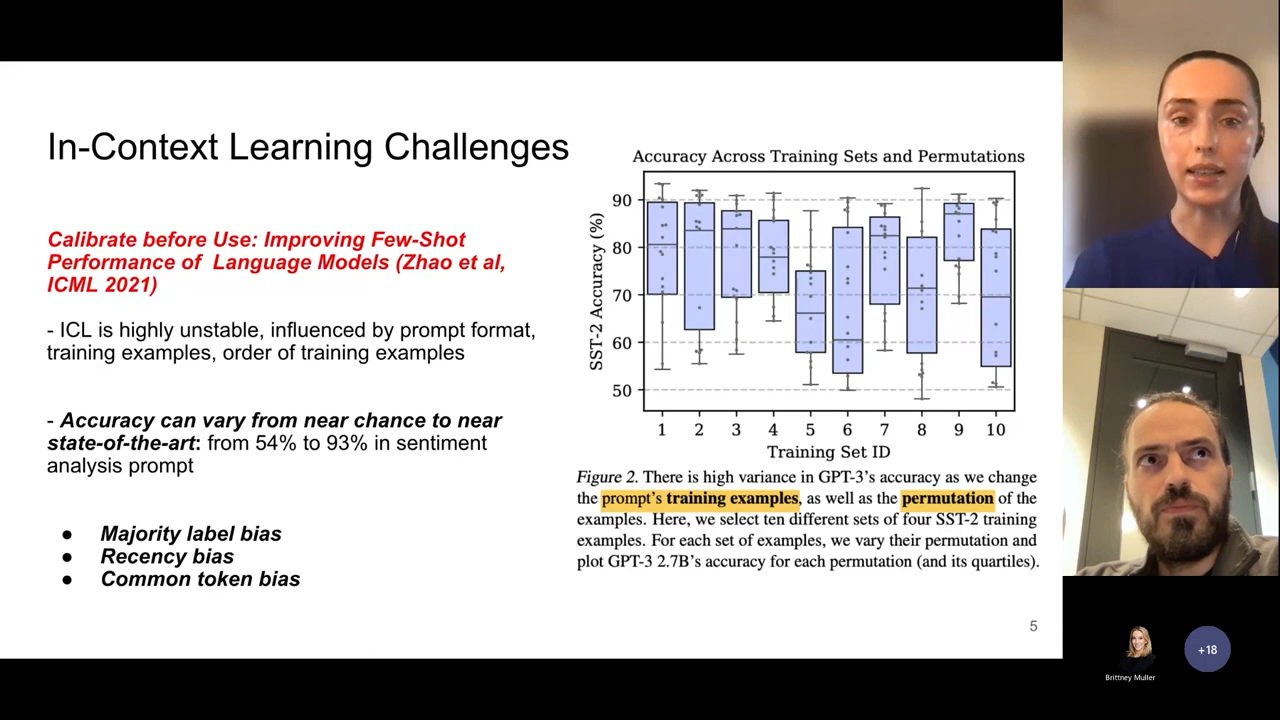 In-Context Learning Challenges
Calibrate before Use: Improving Few-Shot
Performance of Language Models (Zhao et al,
ICML 2021)
- ICL is highly unstable, influenced by prompt format,
training examples, order of training examples
- Accuracy can vary from near chance to near
state-of-the-art: from 54% to 93% in sentiment
analysis prompt
● Majority label bias
● Recency bias
● Common token bias
Accuracy Across Training Sets and Permutations
SST-2 Accuracy (%)
90
80
70
60
50
1 2 3 4 5 6 7 8 9 10
Training Set ID
Figure 2. There is high variance in GPT-3's accuracy as we change
the prompt's training examples, as well as the permutation of the
examples. Here, we select ten different sets of four SST-2 training
examples. For each set of examples, we vary their permutation and
plot GPT-3 2.7B's accuracy for each permutation (and its quartiles).
5
+18
Brittney Muller